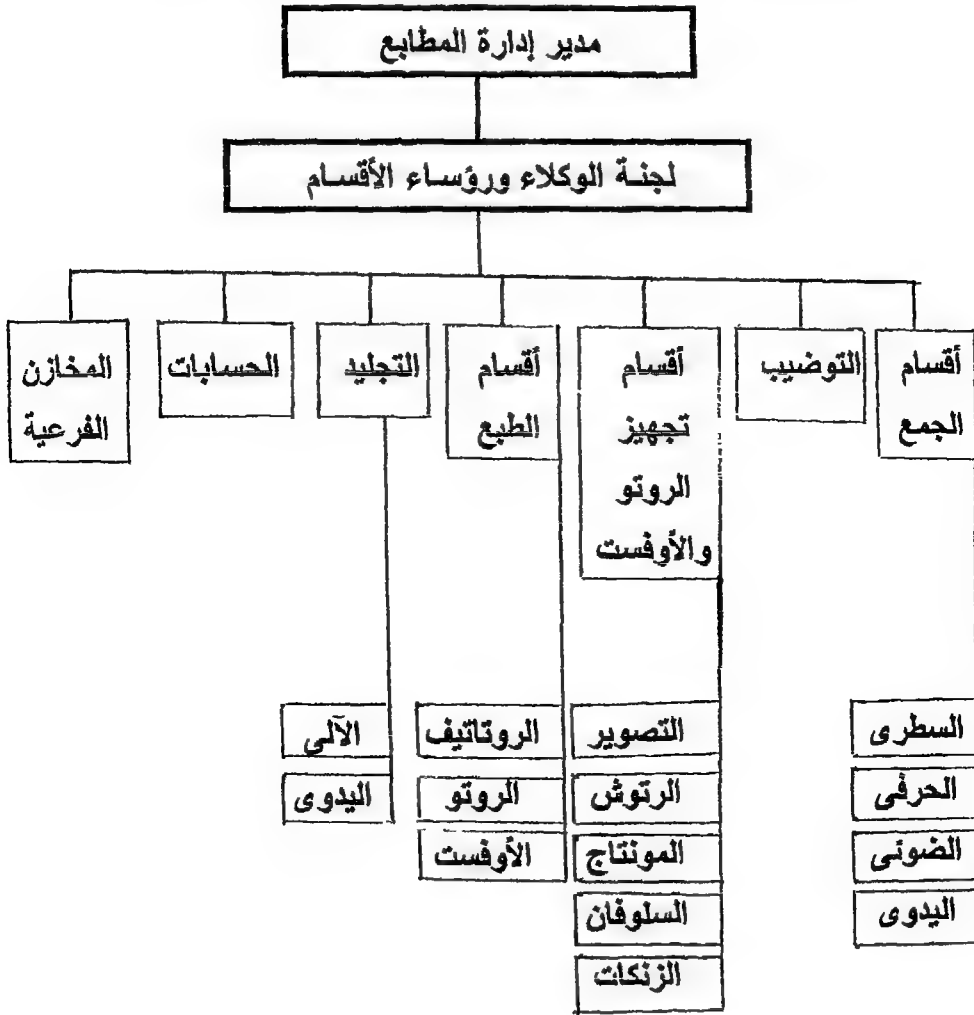 مدير إدارة المطابع
لجنة الوكلاء ورؤساء الأقسام
أقسام
الجمع
التوضيب
أقسام
تجهيز
الروتو
والأوفست
أقسام
الطبع
التجليد
الحسابات
المخازن
الفرعية
السطرى
الحرفى
الضوئى
اليدوى
التصوير
الرتوش
المونتاج
السلوفان
الزنكات
الروتاتيف
الروتو
الأوفست
الآلى
اليدوى